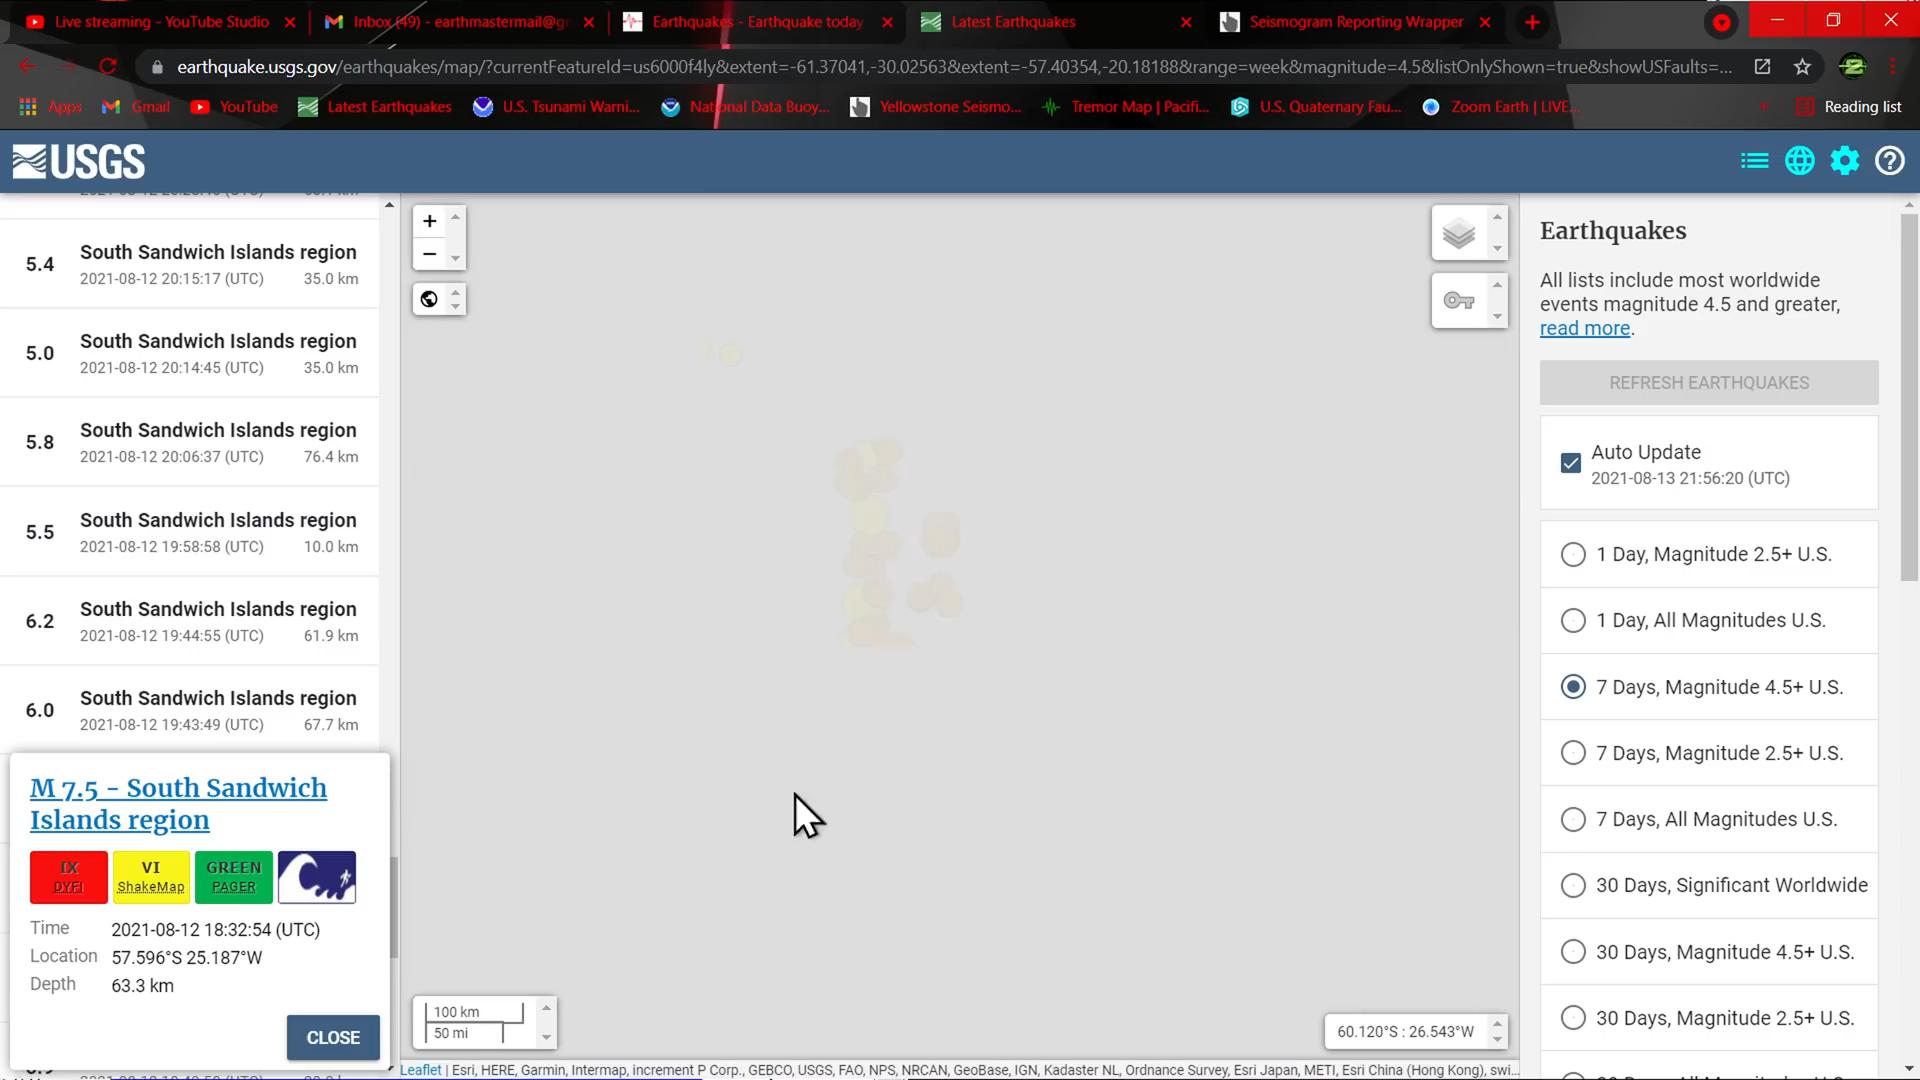 Live streaming - YouTube Studio
Inbox (49) - earthmastermail@gr
Earthquakes - Earthquake today
Latest Earthquakes
Seismogram Reporting Wrapper
earthquake.usgs.gov/earthquakes/map/?currentFeatureId=us6000f4ly&extent=-61.37041,-30.02563&extent=-57.40354,-20.18188&range=week&magnitude=4.5&listOnlyShown=true&showUSFaults=...
Apps
Gmail
YouTube
Latest Earthquakes
U.S. Tsunami Warni...
National Data Buoy...
Yellowstone Seismo...
Tremor Map | Pacifi...
U.S. Quaternary Fau...
Zoom Earth | LIVE...
Reading list
USGS
5.4
South Sandwich Islands region
2021-08-12 20:15:17 (UTC) 35.0 km
5.0
South Sandwich Islands region
2021-08-12 20:14:45 (UTC) 35.0 km
5.8
South Sandwich Islands region
2021-08-12 20:06:37 (UTC) 76.4 km
5.5
South Sandwich Islands region
2021-08-12 19:58:58 (UTC) 10.0 km
6.2
South Sandwich Islands region
2021-08-12 19:44:55 (UTC) 61.9 km
6.0
South Sandwich Islands region
2021-08-12 19:43:49 (UTC) 67.7 km
M 7.5 - South Sandwich
Islands region
IX
DYFI
VI
ShakeMap
GREEN
PAGER
Time 2021-08-12 18:32:54 (UTC)
Location 57.596°S 25.187°W
Depth 63.3 km
CLOSE
+
−
100 km
50 mi
60.120°S : 26.543°W
Leaflet | Esri, HERE, Garmin, Intermap, increment P Corp., GEBCO, USGS, FAO, NPS, NRCAN, GeoBase, IGN, Kadaster NL, Ordnance Survey, Esri Japan, METI, Esri China (Hong Kong), swi...
Earthquakes
All lists include most worldwide
events magnitude 4.5 and greater,
read more.
REFRESH EARTHQUAKES
Auto Update
2021-08-13 21:56:20 (UTC)
1 Day, Magnitude 2.5+ U.S.
1 Day, All Magnitudes U.S.
7 Days, Magnitude 4.5+ U.S.
7 Days, Magnitude 2.5+ U.S.
7 Days, All Magnitudes U.S.
30 Days, Significant Worldwide
30 Days, Magnitude 4.5+ U.S.
30 Days, Magnitude 2.5+ U.S.